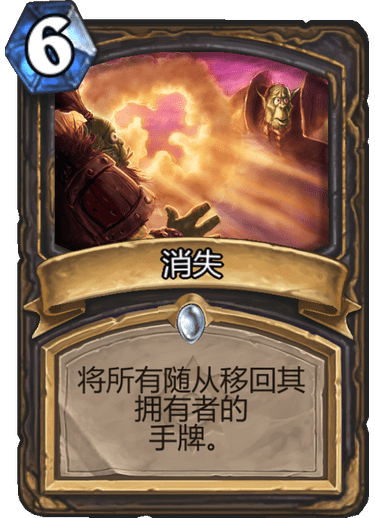 6
消失
将所有随从移回其
拥有者的
手牌。